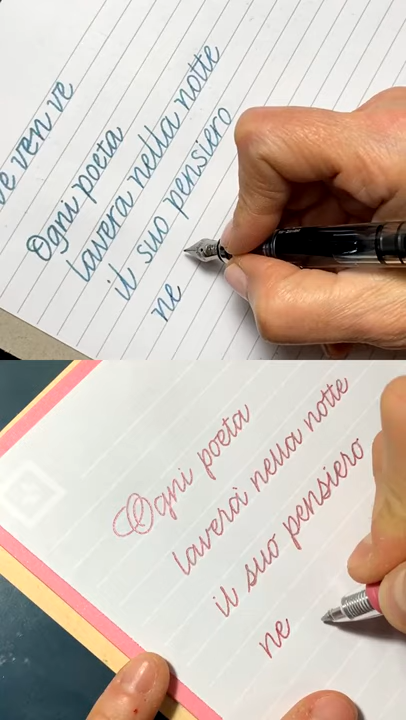 ve ven ve
Ogni poeta
laverà nella notte
il suo pensiero
ne
Ogni poeta
laverà nella notte
il suo pensiero
ne